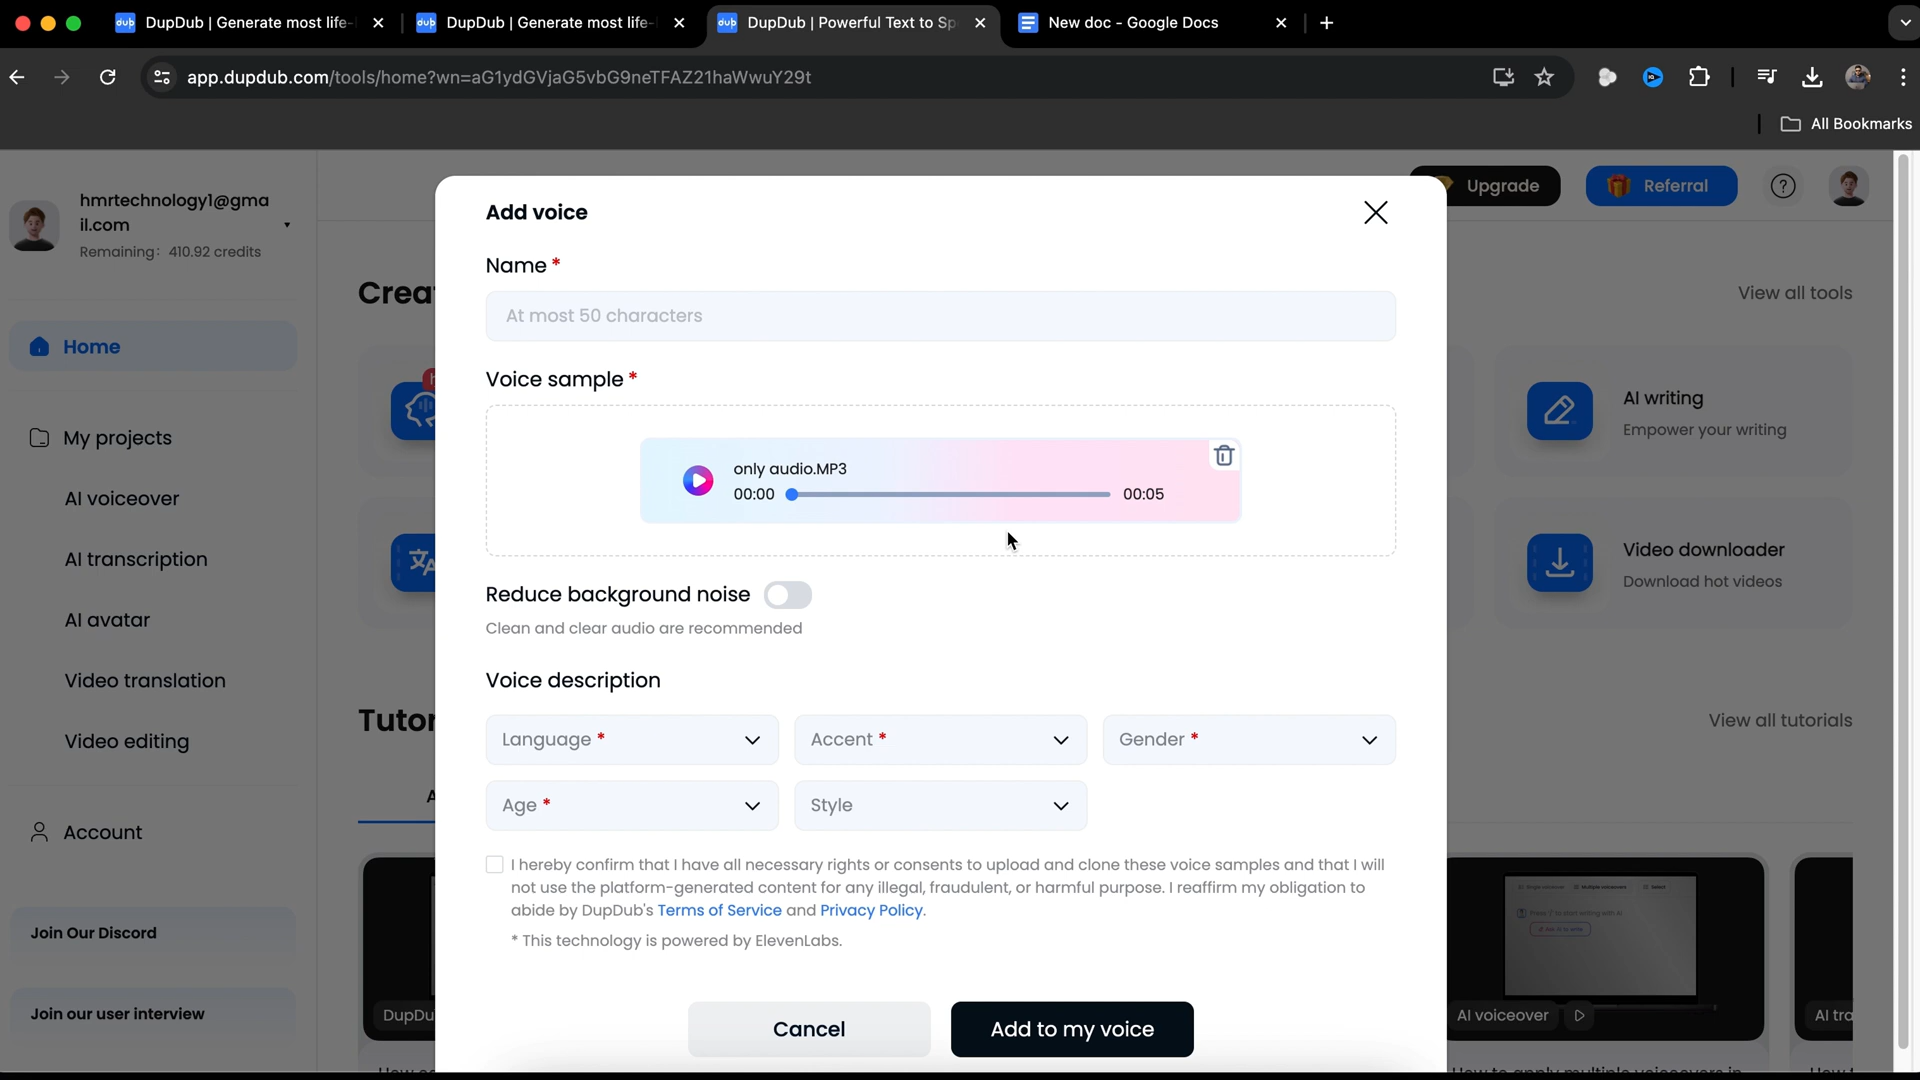 DupDub | Generate most life-
DupDub | Generate most life-
DupDub | Powerful Text to Sp
New doc - Google Docs
app.dupdub.com/tools/home?wn=aG1ydGVjaG5vbG9neTFAZ21haWwuY29t
All Bookmarks
hmrtechnology1@gma
il.com
Remaining: 410.92 credits
Upgrade
Referral
Home
My projects
AI voiceover
AI transcription
AI avatar
Video translation
Video editing
Account
Join Our Discord
Join our user interview
View all tools
AI writing
Empower your writing
Video downloader
Download hot videos
View all tutorials
Add voice
Name *
At most 50 characters
Voice sample *
only audio.MP3
00:00
00:05
Reduce background noise
Clean and clear audio are recommended
Voice description
Language *
Accent *
Gender *
Age *
Style
I hereby confirm that I have all necessary rights or consents to upload and clone these voice samples and that I will
not use the platform-generated content for any illegal, fraudulent, or harmful purpose. I reaffirm my obligation to
abide by DupDub's Terms of Service and Privacy Policy.
* This technology is powered by ElevenLabs.
Cancel
Add to my voice
DupDu
AI voiceover
AI tra